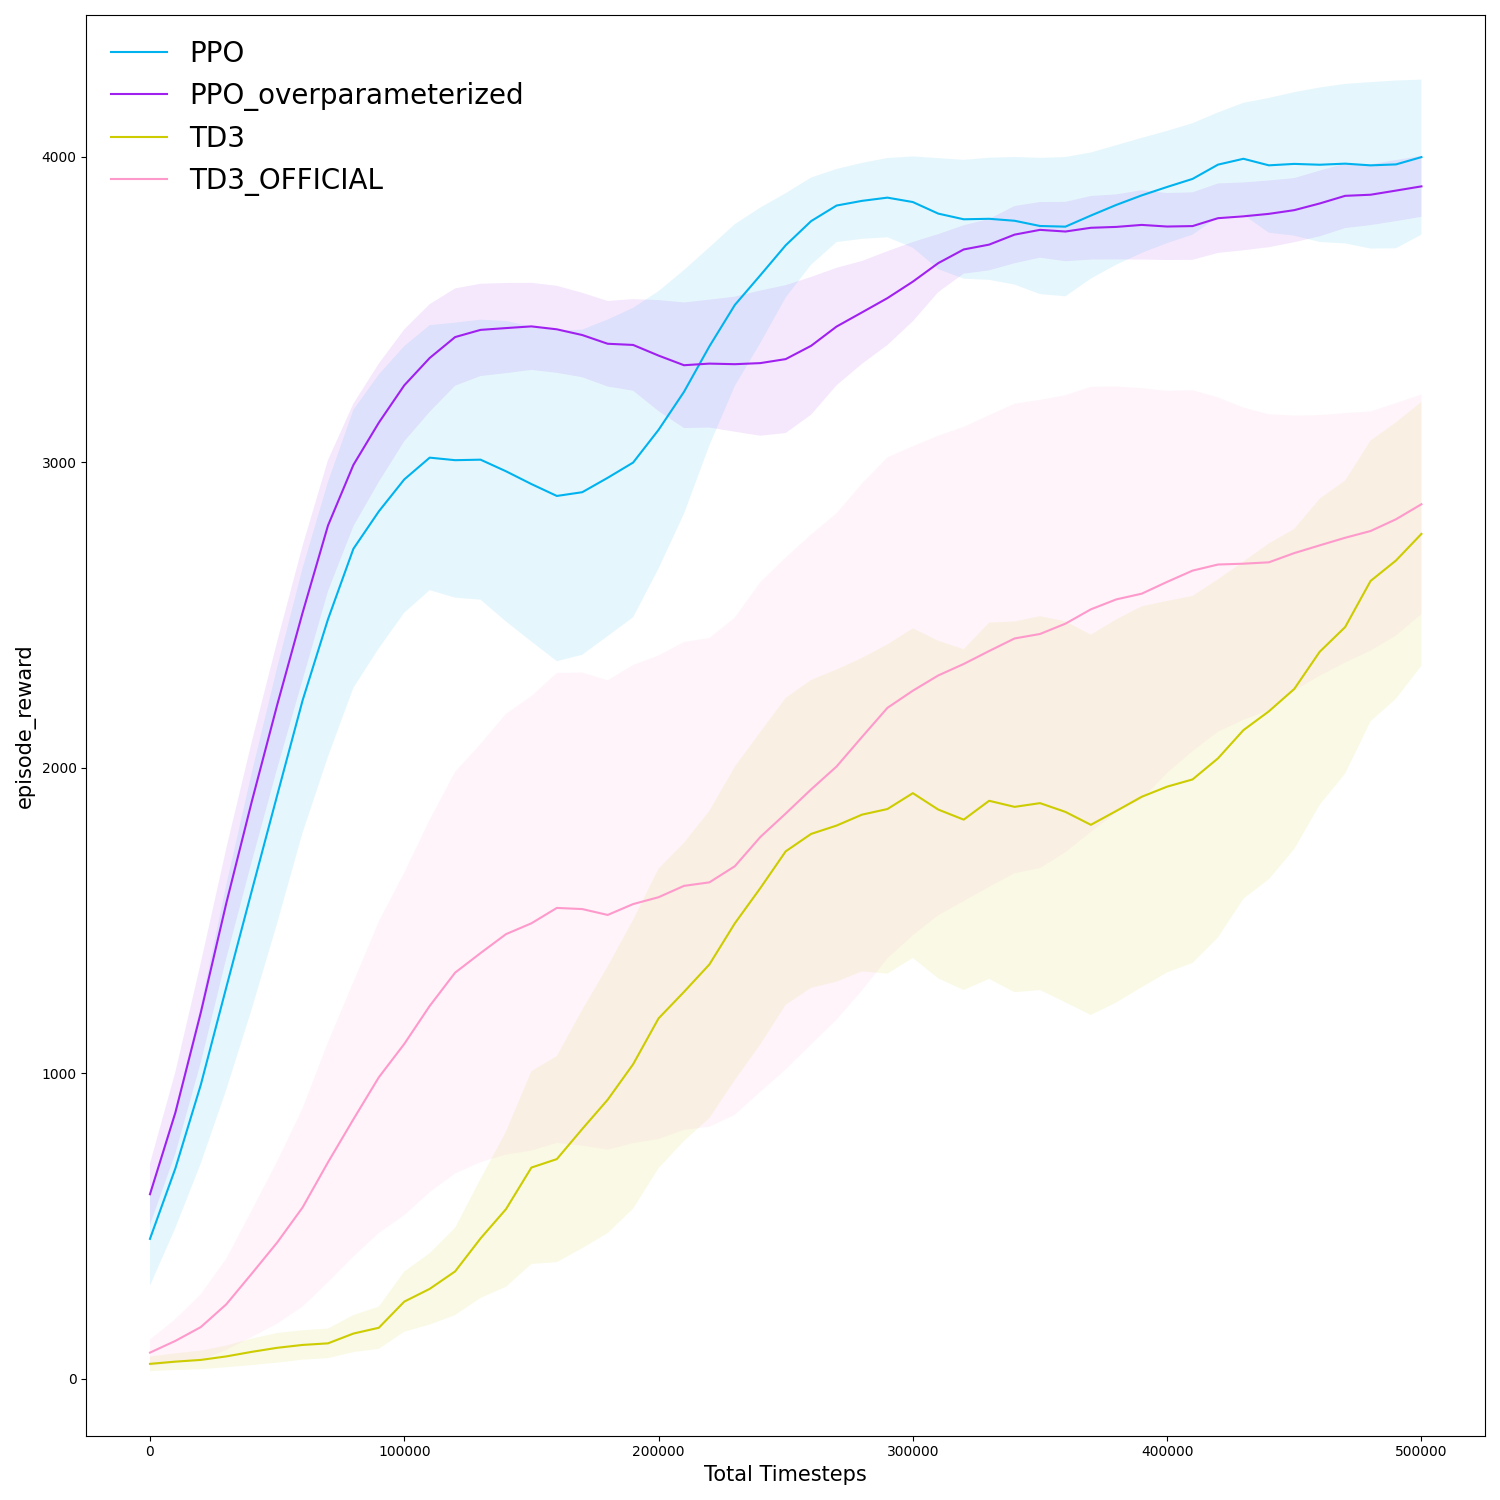 PPO
PPO_overparameterized
TD3
TD3_OFFICIAL
4000
3000
2000
1000
0
episode_reward
0 100000 200000 300000 400000 500000
Total Timesteps